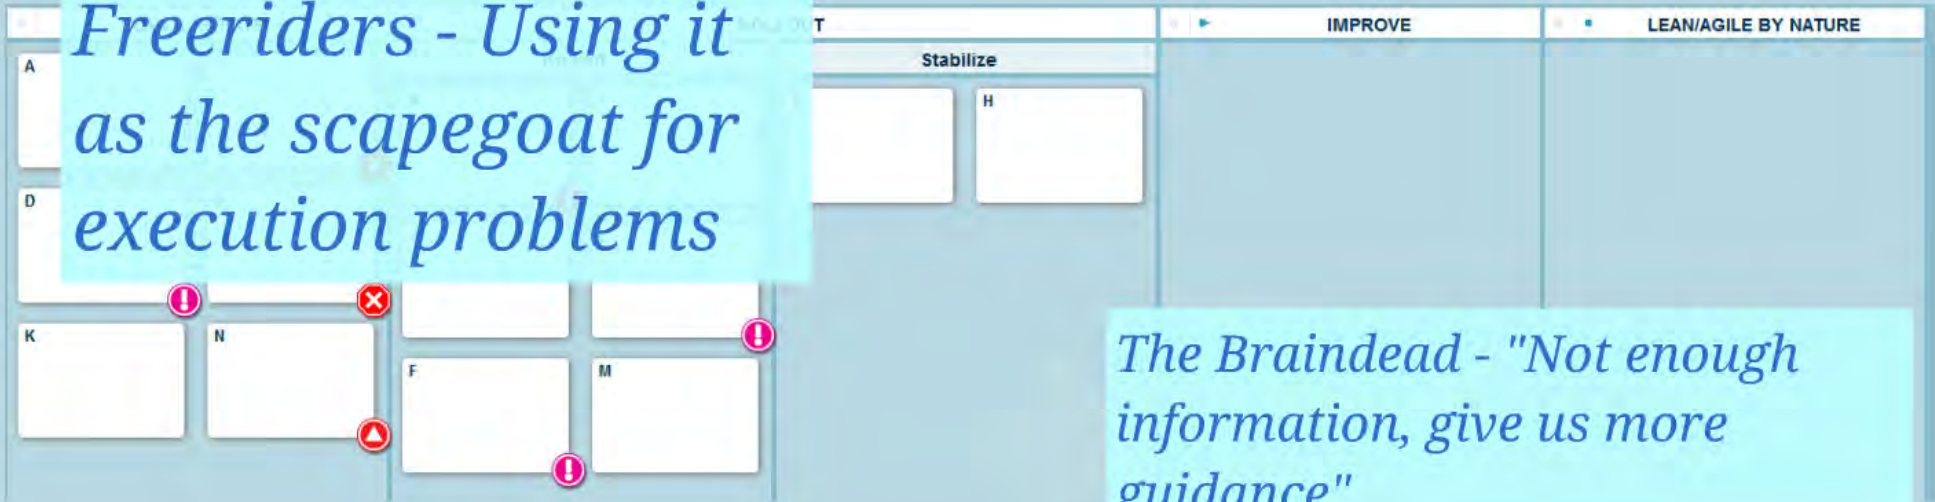 Freeriders - Using it
as the scapegoat for
execution problems
T
IMPROVE
LEAN/AGILE BY NATURE
Stabilize
A
H
D
K
N
F
M
The Braindead - "Not enough
information, give us more
guidance"